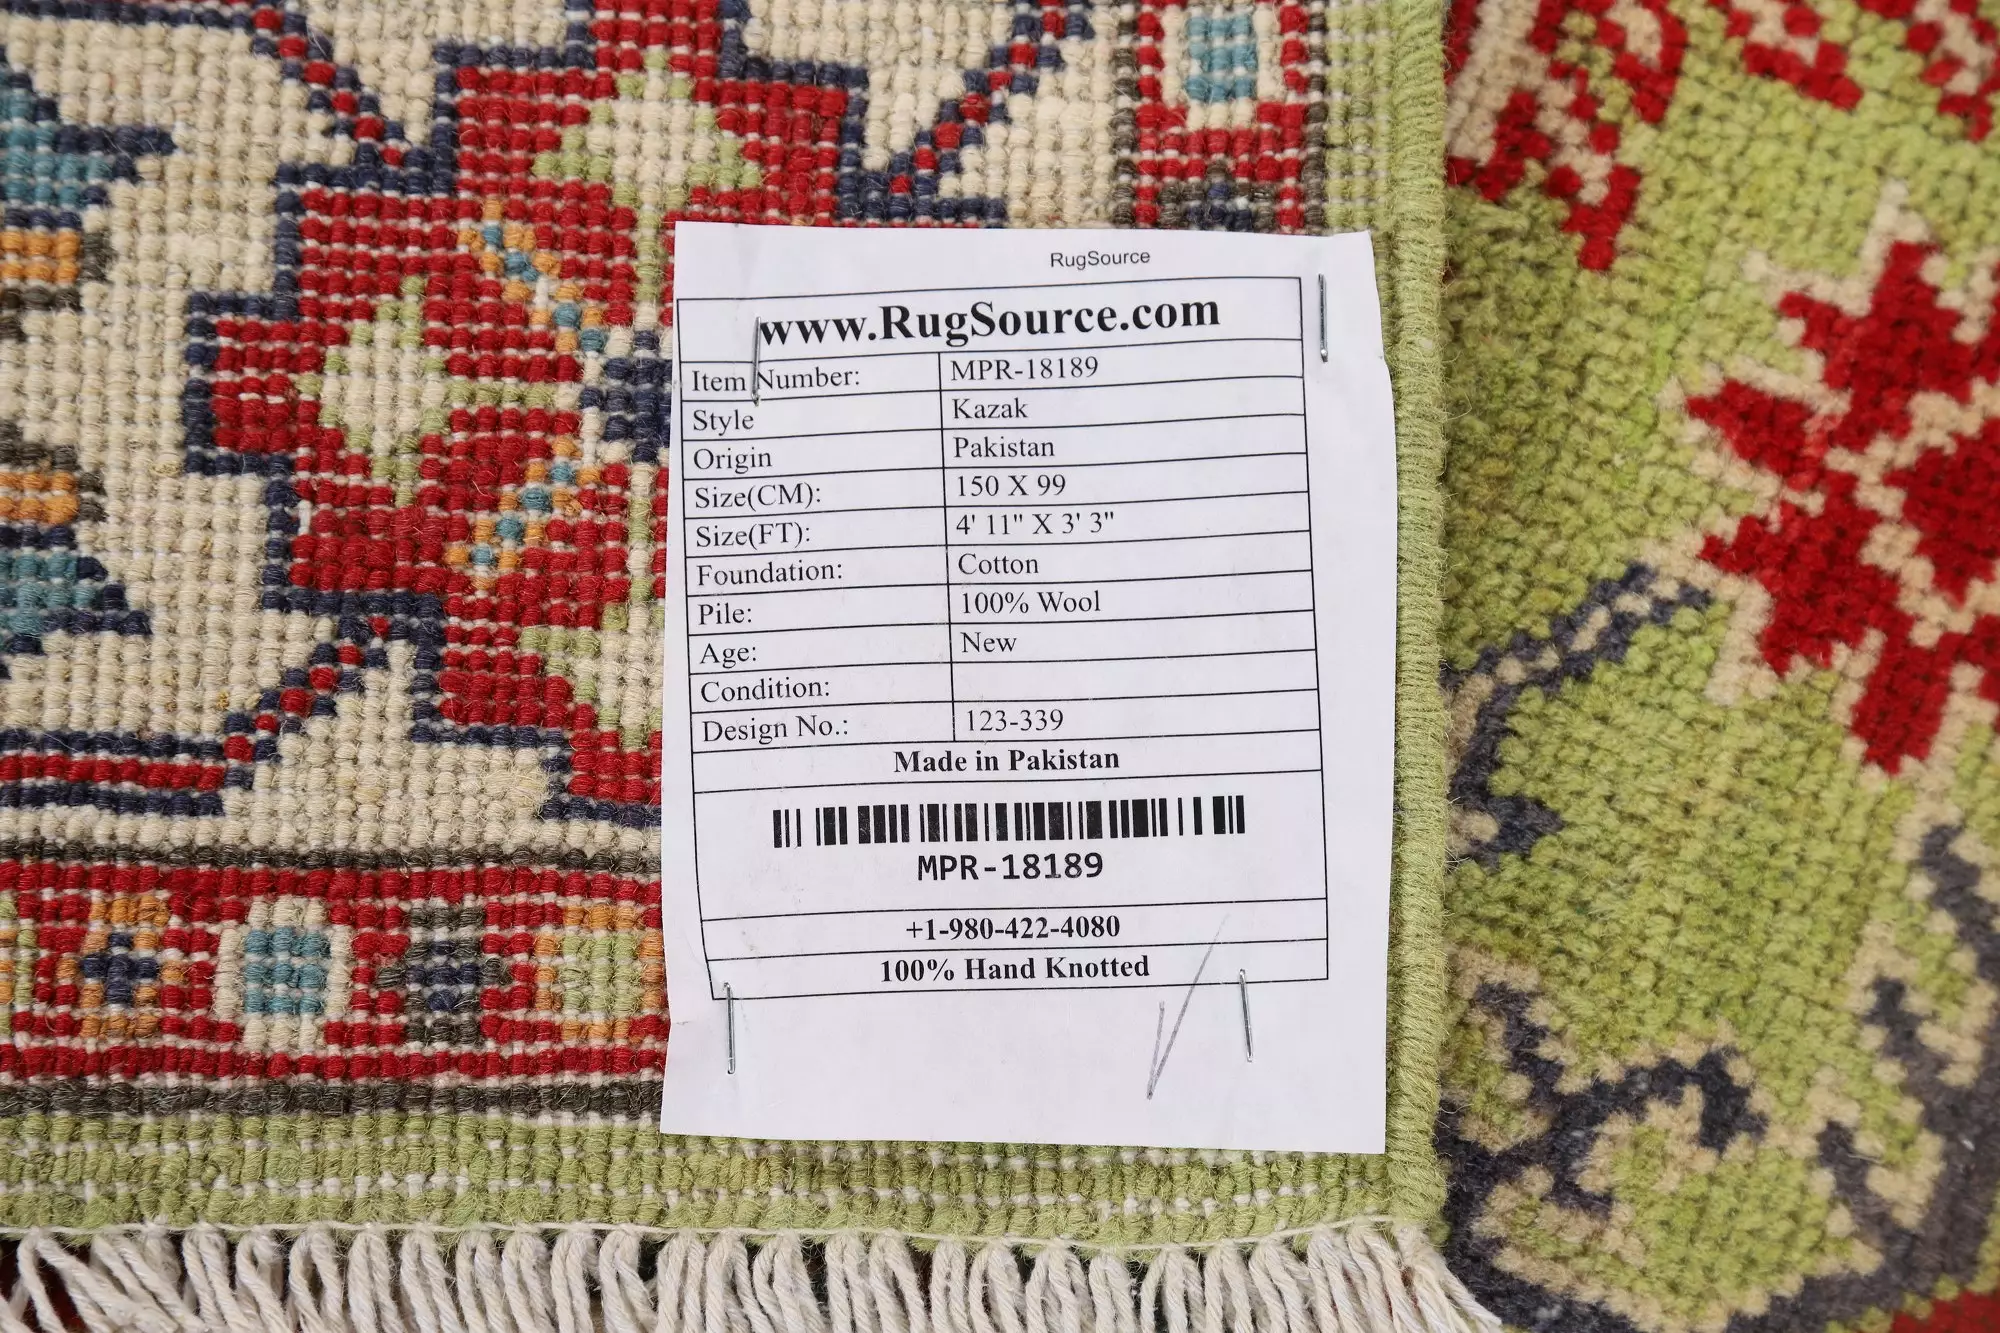 RugSource
www.RugSource.com
Item Number: MPR-18189
Style Kazak
Origin Pakistan
Size(CM): 150 X 99
Size(FT): 4' 11" X 3' 3"
Foundation: Cotton
Pile: 100% Wool
Age: New
Condition:
Design No.: 123-339
Made in Pakistan
MPR-18189
+1-980-422-4080
100% Hand Knotted